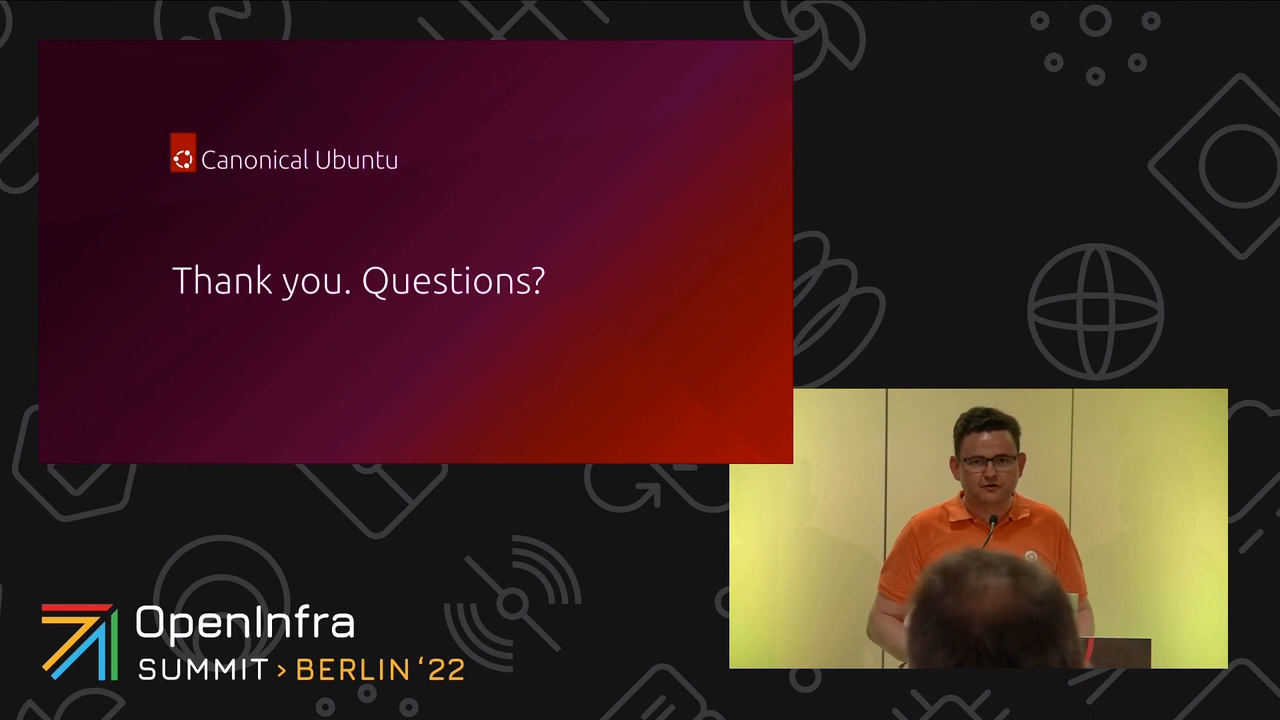 Canonical Ubuntu
Thank you. Questions?
OpenInfra
SUMMIT > BERLIN ‘22